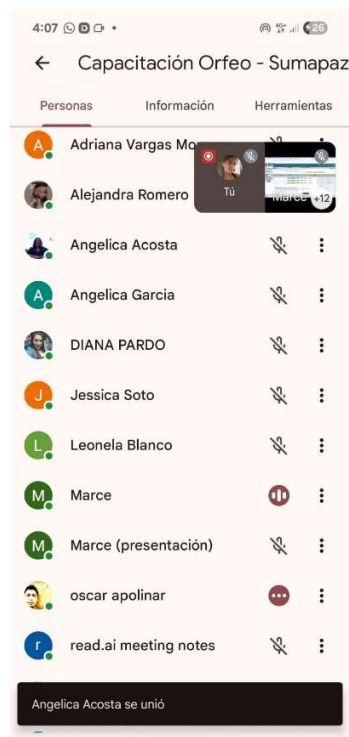 4:07
26
Capacitación Orfeo - Sumapaz
Personas Información Herramientas
A Adriana Vargas Mo
Tú
Marce
+12
Alejandra Romero
Angelica Acosta
A Angelica Garcia
DIANA PARDO
J Jessica Soto
L Leonela Blanco
M Marce
M Marce (presentación)
oscar apolinar
r read.ai meeting notes
Angelica Acosta se unió